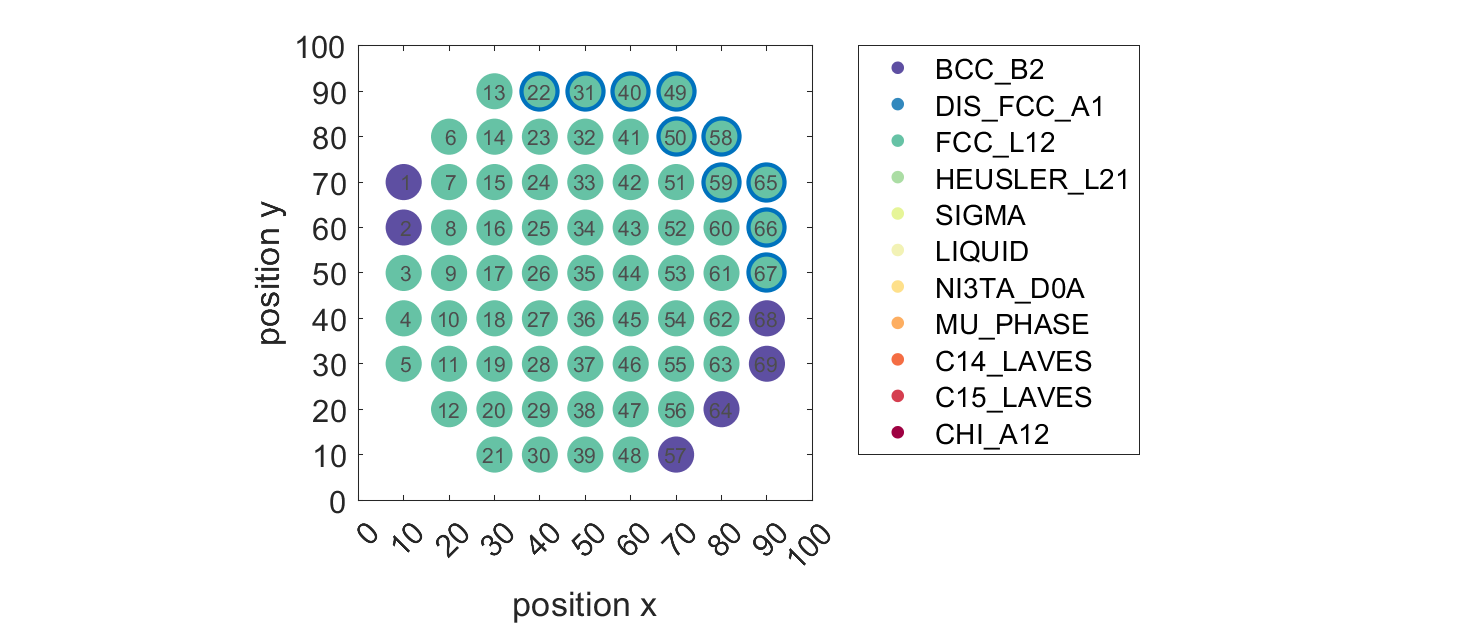 100
90
80
70
60
50
40
30
20
10
0
position y
13 22 31 40 49
6 14 23 32 41 50 58
1 7 15 24 33 42 51 59 65
2 8 16 25 34 43 52 60 66
3 9 17 26 35 44 53 61 67
4 10 18 27 36 45 54 62 68
5 11 19 28 37 46 55 63 69
12 20 29 38 47 56 64
21 30 39 48 57
0 10 20 30 40 50 60 70 80 90 100
position x
BCC_B2
DIS_FCC_A1
FCC_L12
HEUSLER_L21
SIGMA
LIQUID
NI3TA_D0A
MU_PHASE
C14_LAVES
C15_LAVES
CHI_A12